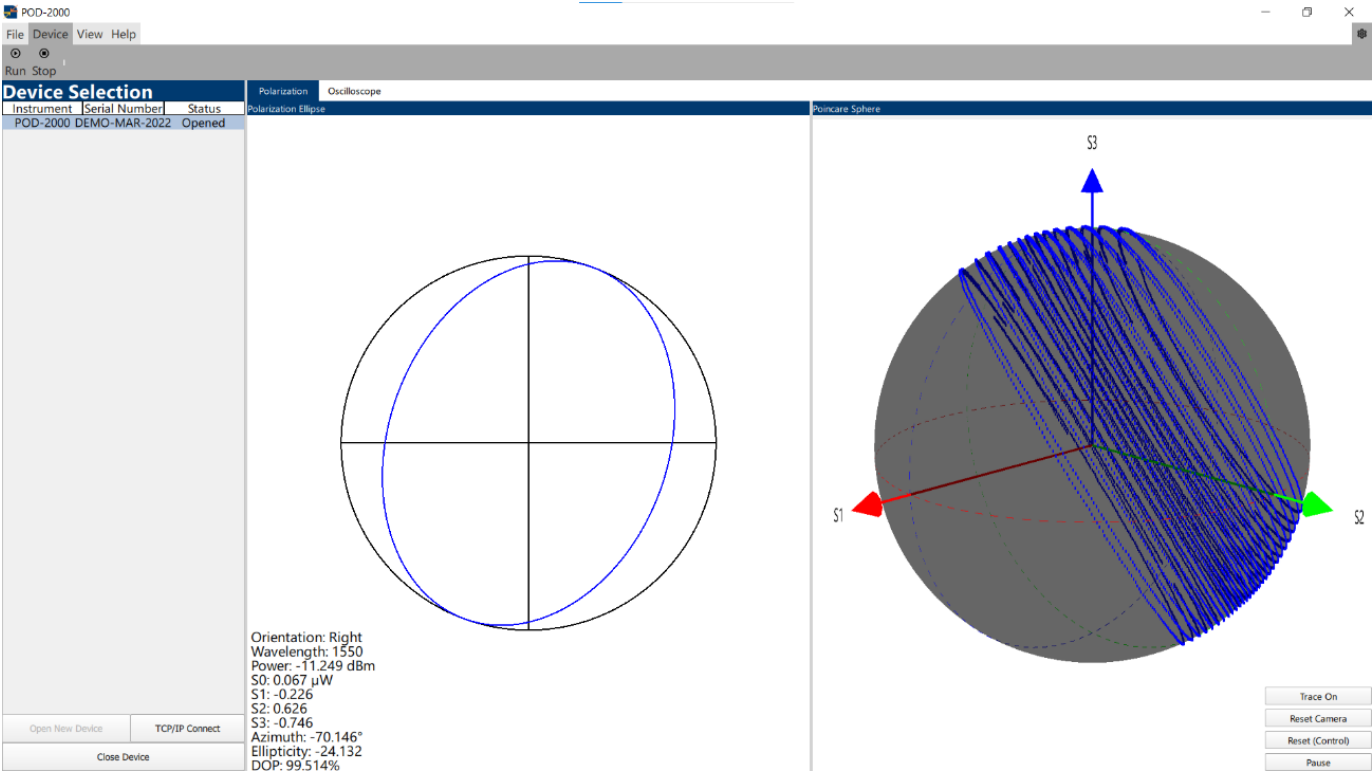 POD-2000
File Device View Help
Run Stop
Device Selection
Instrument Serial Number Status
POD-2000 DEMO-MAR-2022 Opened
Open New Device TCP/IP Connect
Close Device
Polarization Oscilloscope
Polarization Ellipse
Orientation: Right
Wavelength: 1550
Power: -11.249 dBm
S0: 0.067 µW
S1: -0.226
S2: 0.626
S3: -0.746
Azimuth: -70.146°
Ellipticity: -24.132
DOP: 99.514%
Poincare Sphere
S3
S1
S2
Trace On
Reset Camera
Reset (Control)
Pause